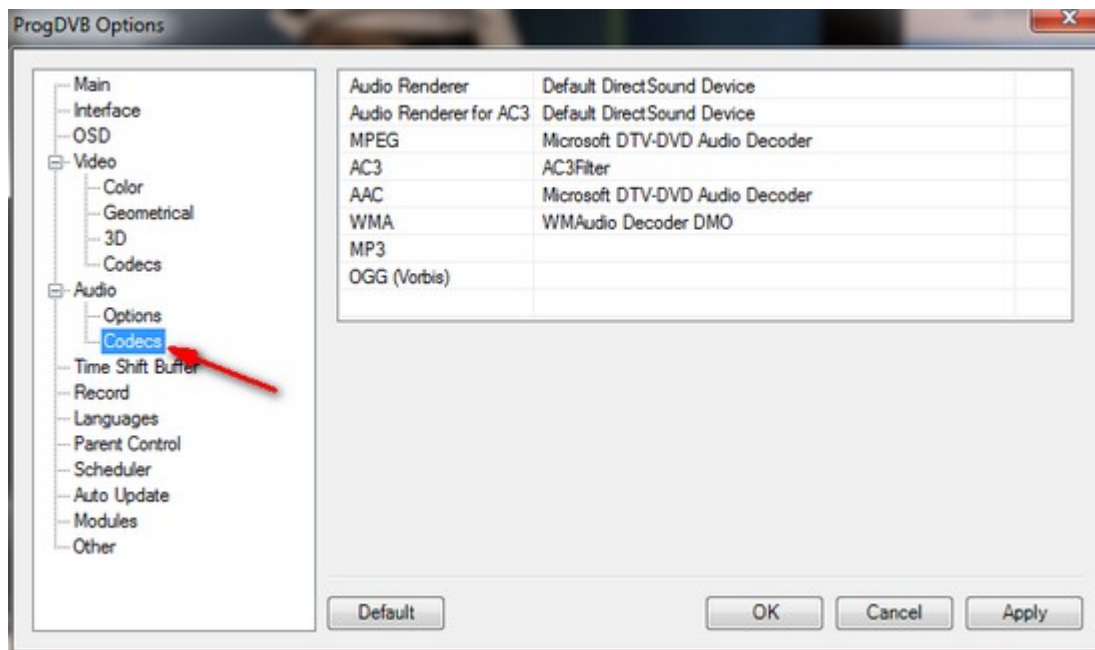 ProgDVB Options
x
Main
Interface
OSD
Video
Color
Geometrical
3D
Codecs
Audio
Options
Codecs
Time Shift Buffer
Record
Languages
Parent Control
Scheduler
Auto Update
Modules
Other
Audio Renderer Default DirectSound Device
Audio Renderer for AC3 Default DirectSound Device
MPEG Microsoft DTV-DVD Audio Decoder
AC3 AC3Filter
AAC Microsoft DTV-DVD Audio Decoder
WMA WMAudio Decoder DMO
MP3
OGG (Vorbis)
Default OK Cancel Apply